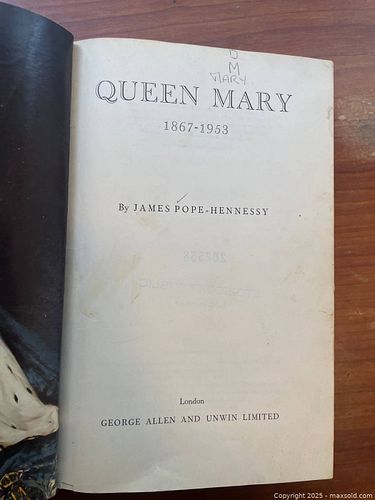 D
M
MARY
QUEEN MARY
1867-1953
By JAMES POPE-HENNESSY
202538
London
GEORGE ALLEN AND UNWIN LIMITED
Copyright 2025 - maxsold.com